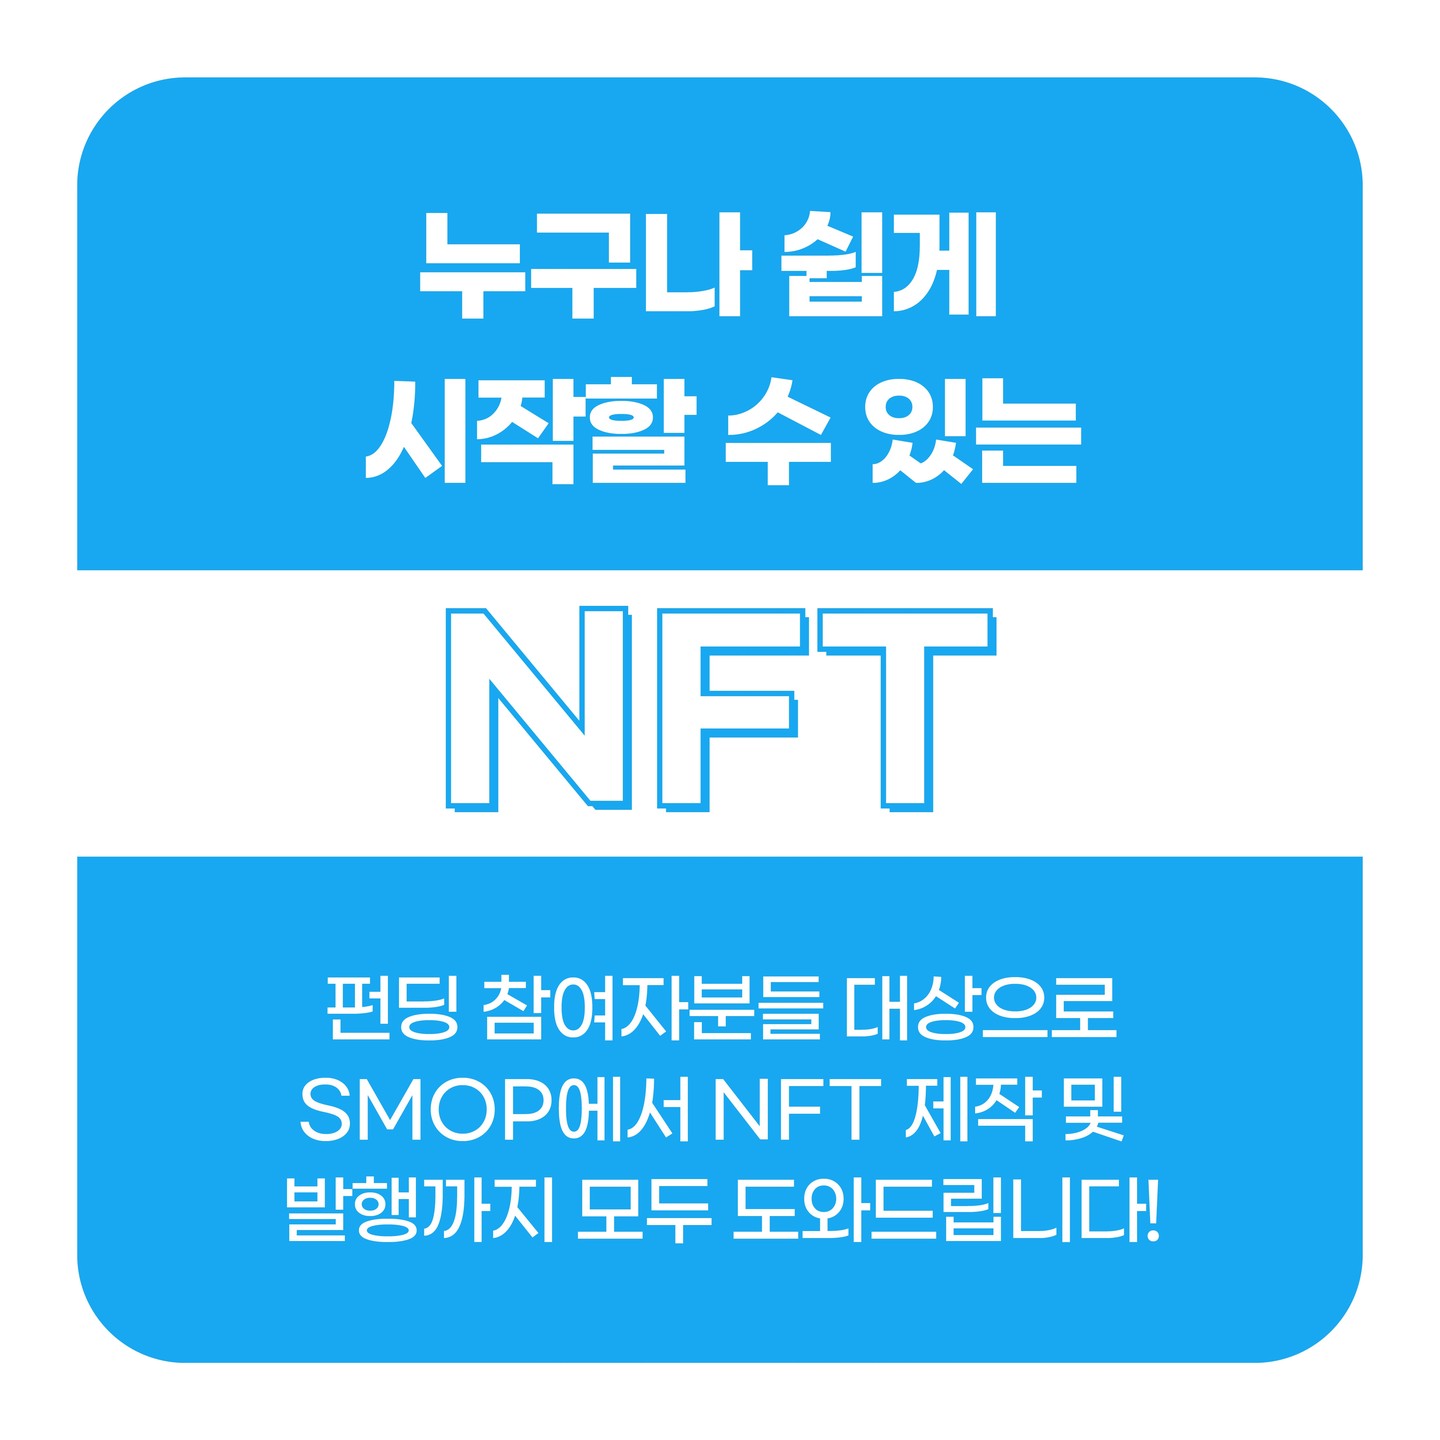 누구나 쉽게
시작할 수 있는
NFT
펀딩 참여자분들 대상으로
SMOP에서 NFT 제작 및
발행까지 모두 도와드립니다!